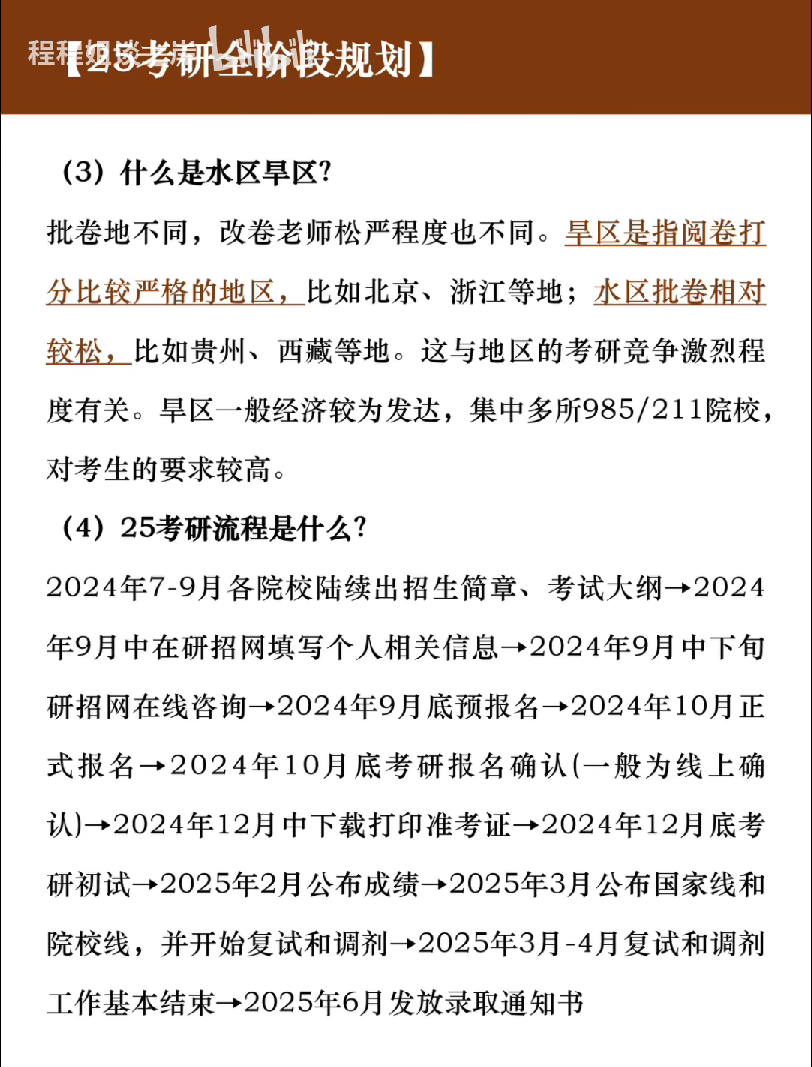 【25考研全阶段规划】
程程姐谈上岸
bilibili
（3）什么是水区旱区？
批卷地不同，改卷老师松严程度也不同。旱区是指阅卷打
分比较严格的地区，比如北京、浙江等地；水区批卷相对
较松，比如贵州、西藏等地。这与地区的考研竞争激烈程
度有关。旱区一般经济较为发达，集中多所985/211院校，
对考生的要求较高。
（4）25考研流程是什么？
2024年7-9月各院校陆续出招生简章、考试大纲→2024
年9月中在研招网填写个人相关信息→2024年9月中下旬
研招网在线咨询→2024年9月底预报名→2024年10月正
式报名→2024年10月底考研报名确认(一般为线上确
认)→2024年12月中下载打印准考证→2024年12月底考
研初试→2025年2月公布成绩→2025年3月公布国家线和
院校线，并开始复试和调剂→2025年3月-4月复试和调剂
工作基本结束→2025年6月发放录取通知书